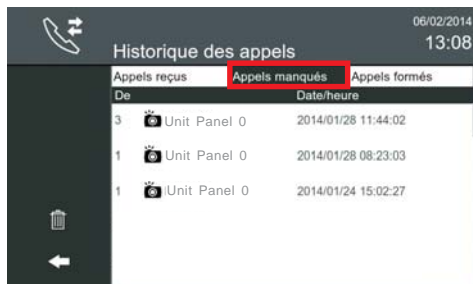 06/02/2014
Historique des appels 13:08
Appels reçus Appels manqués Appels formés
De Date/heure
3 Unit Panel 0 2014/01/28 11:44:02
1 Unit Panel 0 2014/01/28 08:23:03
1 Unit Panel 0 2014/01/24 15:02:27